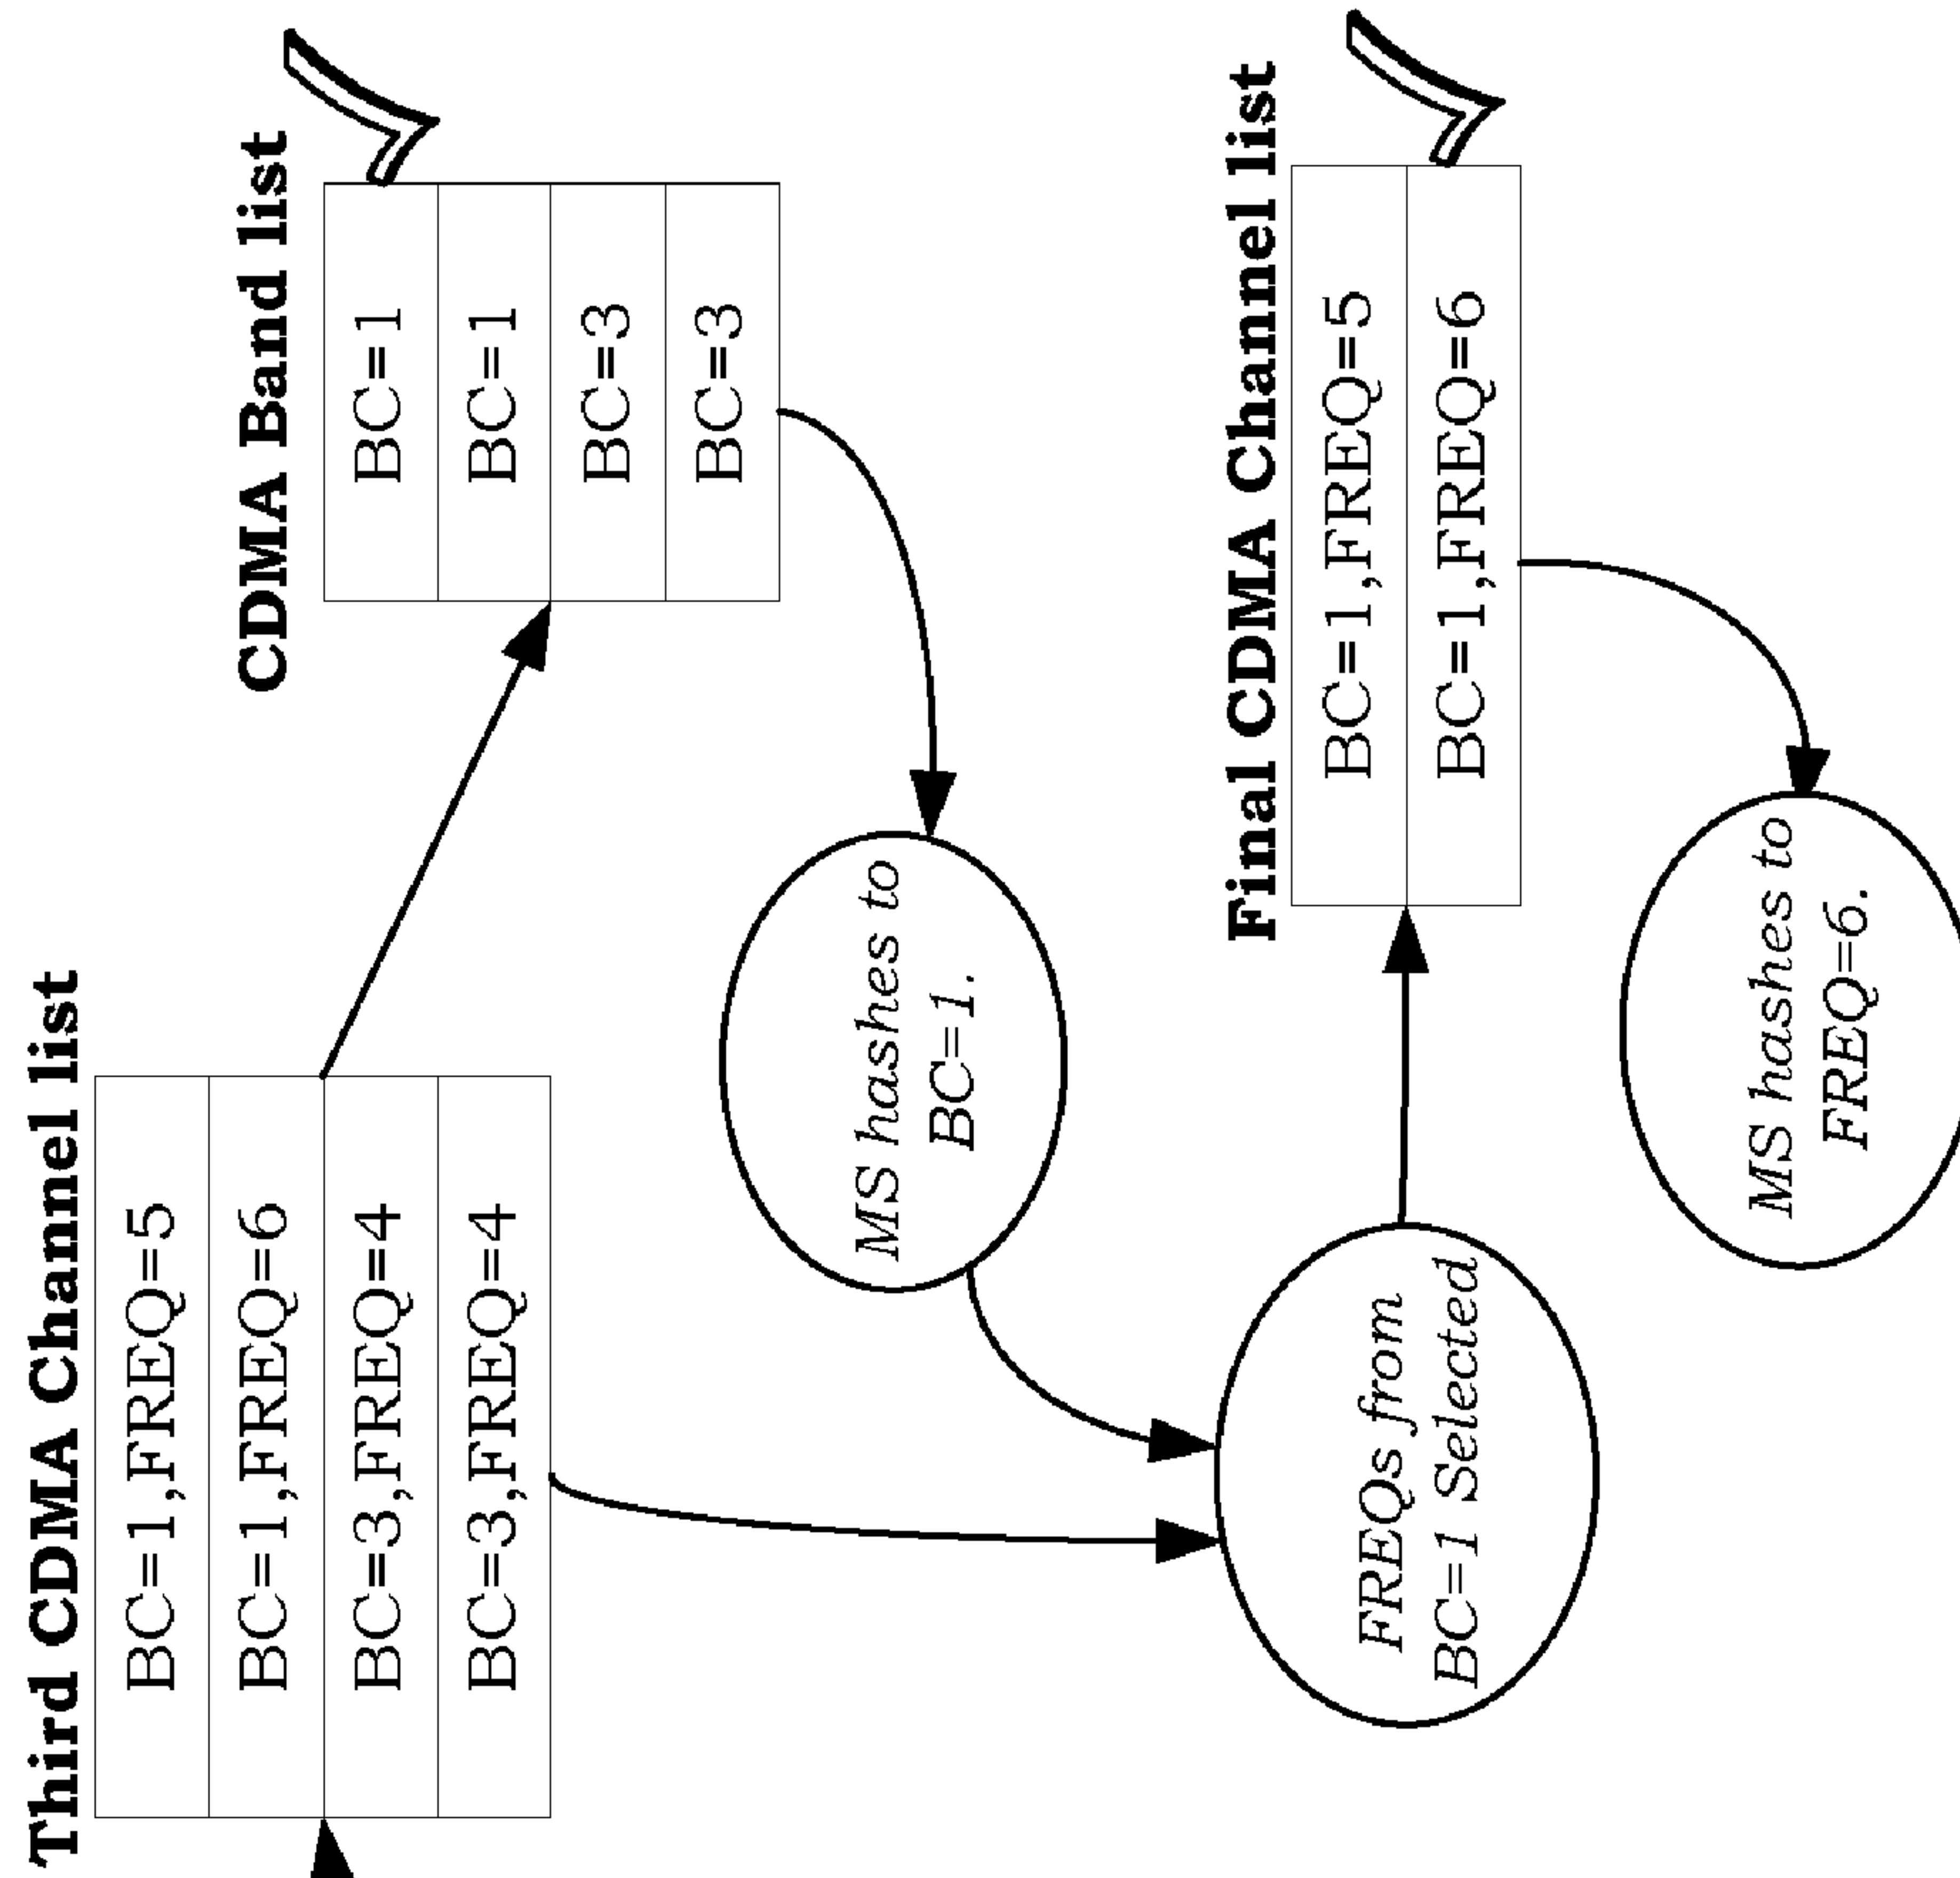 Third CDMA Channel list
BC=1,FREQ=5
BC=1,FREQ=6
BC=3,FREQ=4
BC=3,FREQ=4
CDMA Band list
BC=1
BC=1
BC=3
BC=3
MS hashes to
BC=1.
FREQs from
BC=1 Selected
Final CDMA Channel list
BC=1,FREQ=5
BC=1,FREQ=6
MS hashes to
FREQ=6.